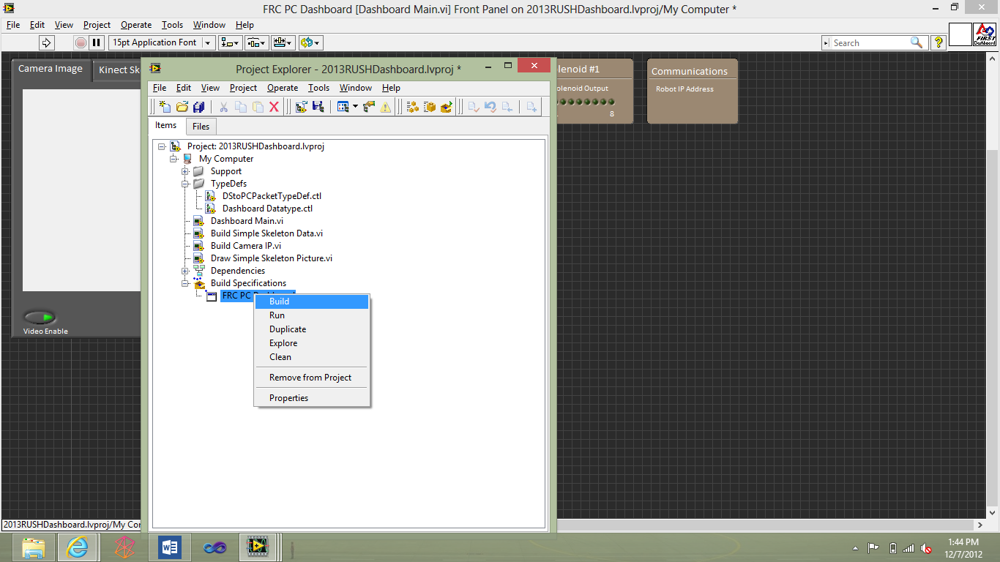 FRC PC Dashboard [Dashboard Main.vi] Front Panel on 2013RUSHDashboard.lvproj/My Computer *
File Edit View Project Operate Tools Window Help
15pt Application Font
Search
FIRST
Dashboard
Camera Image
Kinect Sk
Project Explorer - 2013RUSHDashboard.lvproj *
File Edit View Project Operate Tools Window Help
Items
Files
Project: 2013RUSHDashboard.lvproj
My Computer
Support
TypeDefs
DStoPCPacketTypeDef.ctl
Dashboard Datatype.ctl
Dashboard Main.vi
Build Simple Skeleton Data.vi
Build Camera IP.vi
Draw Simple Skeleton Picture.vi
Dependencies
Build Specifications
FRC PC
Build
Run
Duplicate
Explore
Clean
Remove from Project
Properties
lenoid #1
olenoid Output
8
Communications
Robot IP Address
Video Enable
2013RUSHDashboard.lvproj/My Cor
1:44 PM
12/7/2012